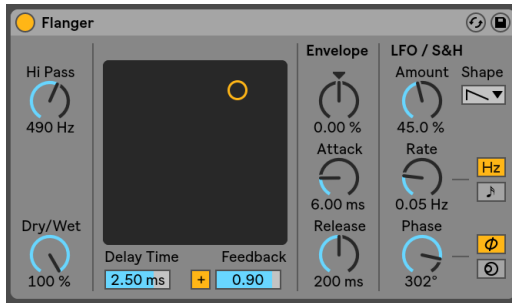 Flanger
Hi Pass
490 Hz
Dry/Wet
100 %
Delay Time
Feedback
2.50 ms
+
0.90
Envelope
0.00 %
Attack
6.00 ms
Release
200 ms
LFO / S&H
Amount
Shape
45.0 %
Rate
Hz
0.05 Hz
Phase
302°